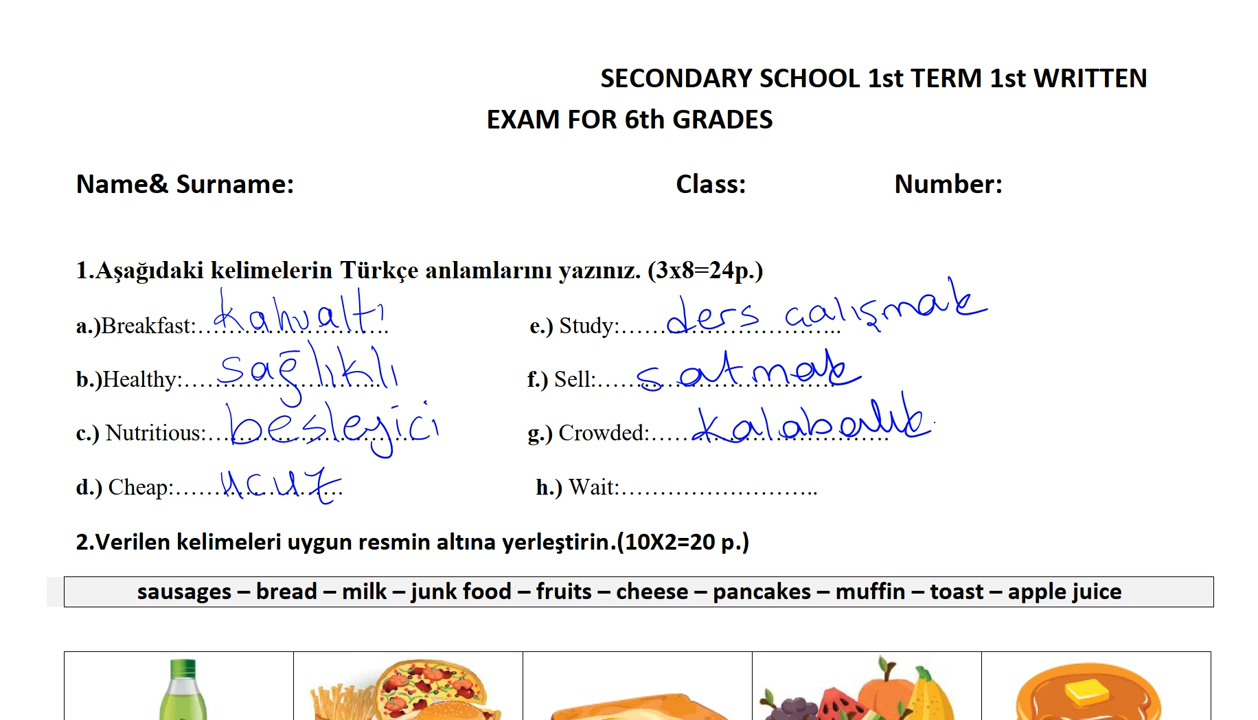 SECONDARY SCHOOL 1st TERM 1st WRITTEN
EXAM FOR 6th GRADES
Name& Surname: Class: Number:
1.Aşağıdaki kelimelerin Türkçe anlamlarını yazınız. (3x8=24p.)
a.)Breakfast:...kahvaltı... e.) Study:......ders çalışmak...
b.)Healthy:....sağlıklı f.) Sell:.....satmak
c.) Nutritious:...besleyici g.) Crowded:.....kalabalık
d.) Cheap:......ucuz... h.) Wait:............................
2.Verilen kelimeleri uygun resmin altına yerleştirin.(10X2=20 p.)
sausages – bread – milk – junk food – fruits – cheese – pancakes – muffin – toast – apple juice